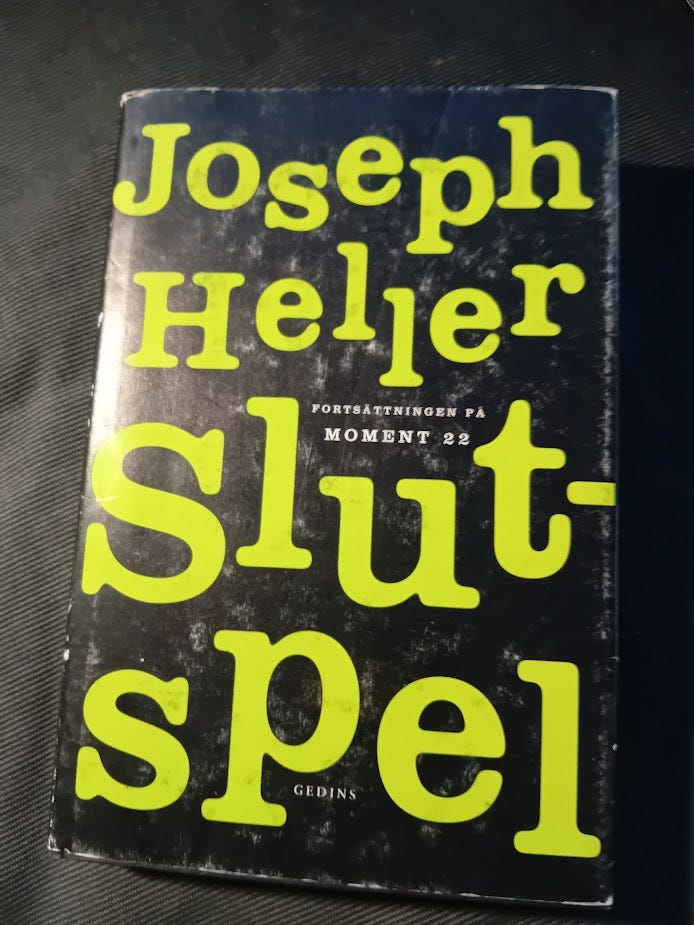 Joseph
Heller
FORTSÄTTNINGEN PÅ
MOMENT 22
Slut-
spel
GEDINS